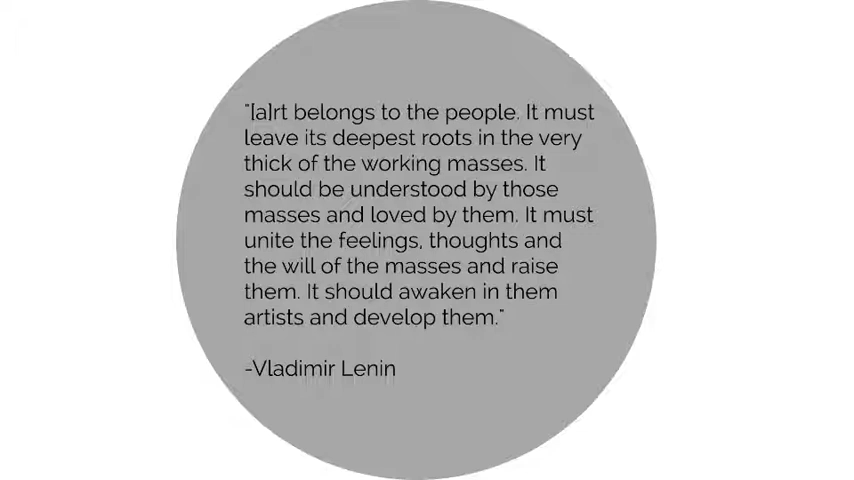 "[a]rt belongs to the people. It must
leave its deepest roots in the very
thick of the working masses. It
should be understood by those
masses and loved by them. It must
unite the feelings, thoughts and
the will of the masses and raise
them. It should awaken in them
artists and develop them."
-Vladimir Lenin